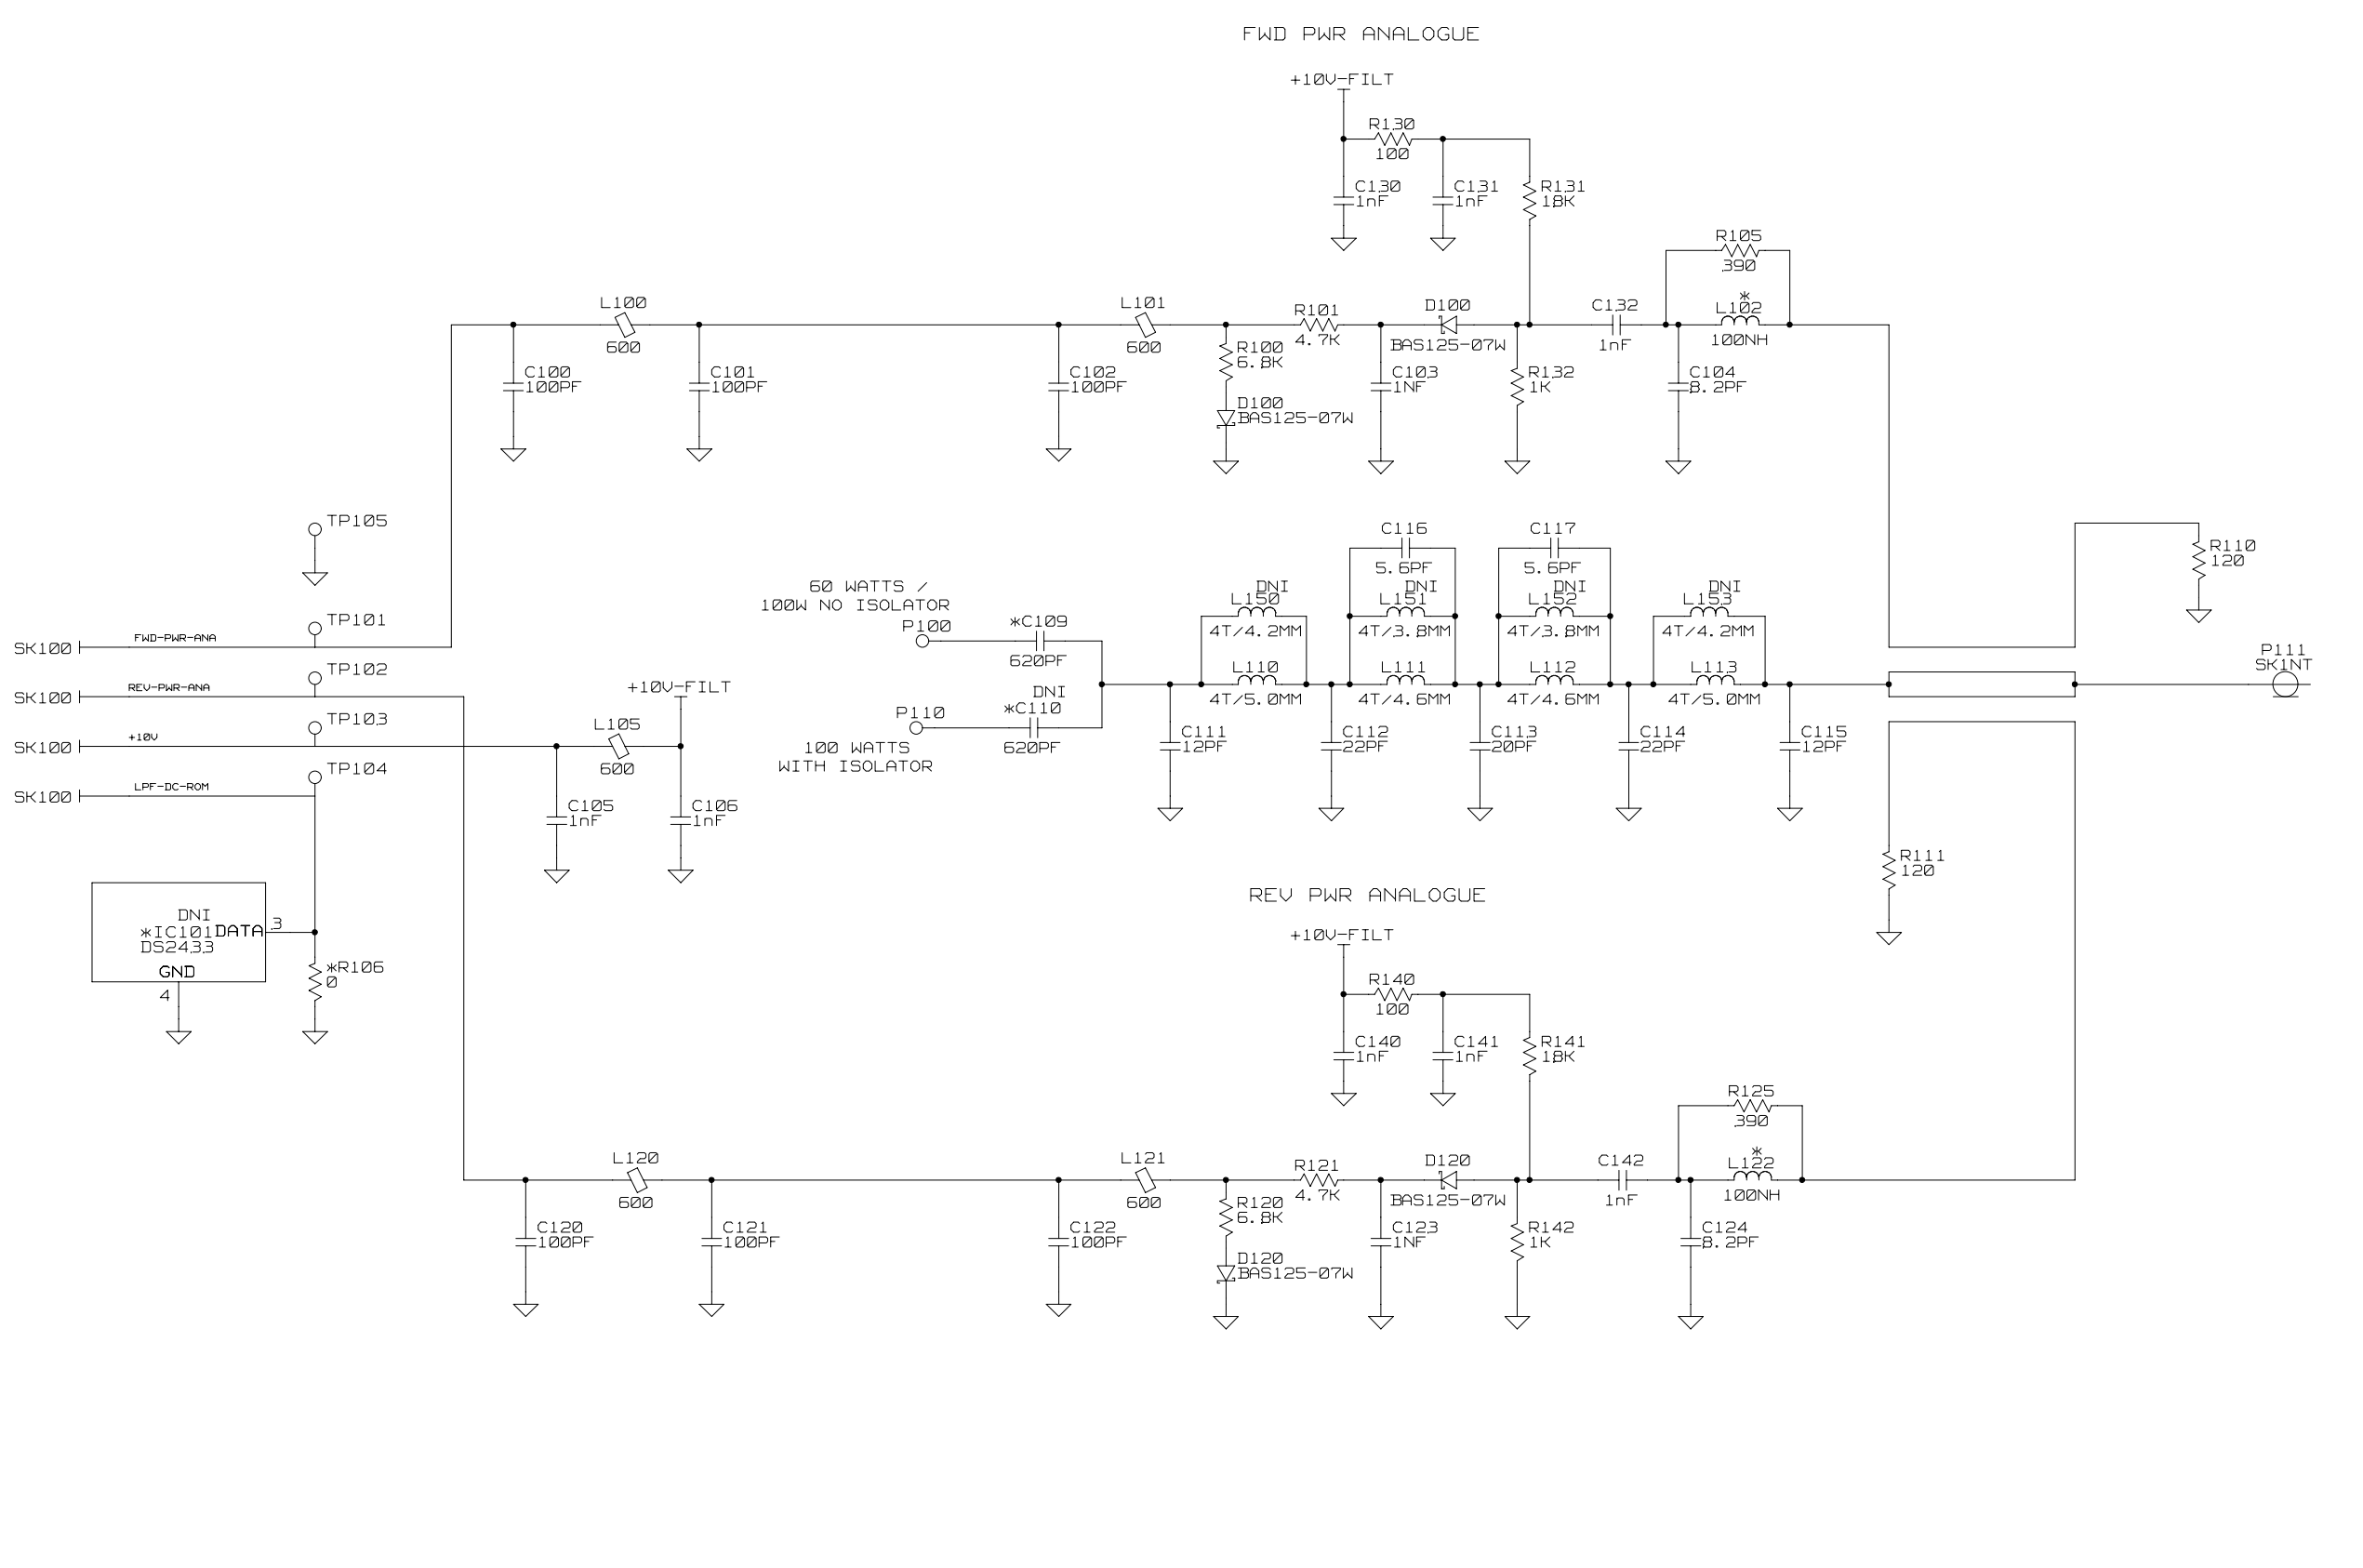 FWD PWR ANALOGUE
+10V-FILT
R130
100
C130
1nF
C131
1nF
R131
18K
R105
390
L100
600
L101
600
R101
4.7K
D100
BAS125-07W
C132
1nF
*
L102
100NH
C100
100PF
C101
100PF
C102
100PF
R100
6.8K
D100
BAS125-07W
C103
1NF
R132
1K
C104
8.2PF
TP105
C116
5.6PF
C117
5.6PF
R110
120
60 WATTS /
100W NO ISOLATOR
P100
*C109
620PF
DNI
L150
4T/4.2MM
DNI
L151
4T/3.8MM
DNI
L152
4T/3.8MM
DNI
L153
4T/4.2MM
TP101
SK100
FWD-PWR-ANA
TP102
SK100
REV-PWR-ANA
+10V-FILT
L110
4T/5.0MM
L111
4T/4.6MM
L112
4T/4.6MM
L113
4T/5.0MM
P111
SK1NT
P110
DNI
*C110
620PF
100 WATTS
WITH ISOLATOR
TP103
SK100
+10V
L105
600
C111
12PF
C112
22PF
C113
20PF
C114
22PF
C115
12PF
TP104
SK100
LPF-DC-ROM
C105
1nF
C106
1nF
R111
120
DNI
*IC101
DS2433
DATA
3
GND
4
*R106
0
REV PWR ANALOGUE
+10V-FILT
R140
100
C140
1nF
C141
1nF
R141
18K
R125
390
L120
600
L121
600
R121
4.7K
D120
BAS125-07W
C142
1nF
*
L122
100NH
C120
100PF
C121
100PF
C122
100PF
R120
6.8K
D120
BAS125-07W
C123
1NF
R142
1K
C124
8.2PF